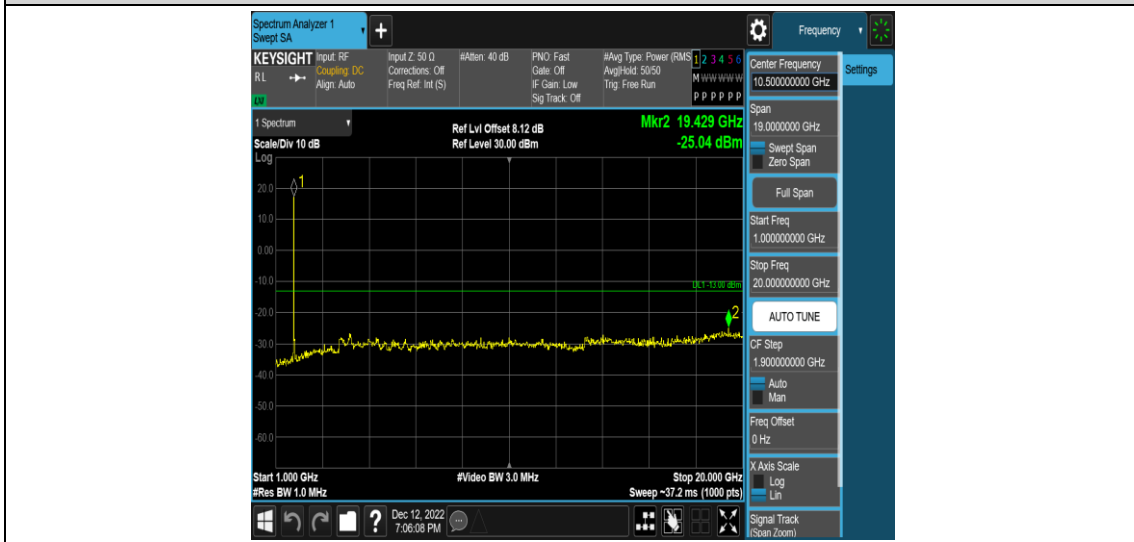 Spectrum Analyzer 1
Swept SA
+
Frequency
KEYSIGHT
RL
LXI
Input: RF
Coupling: DC
Align: Auto
Input Z: 50 Ω
Corrections: Off
Freq Ref: Int (S)
#Atten: 40 dB
PNO: Fast
Gate: Off
IF Gain: Low
Sig Track: Off
#Avg Type: Power (RMS
Avg|Hold: 50/50
Trig: Free Run
1 2 3 4 5 6
M W W W W W
P P P P P P
1 Spectrum
Scale/Div 10 dB
Ref Lvl Offset 8.12 dB
Ref Level 30.00 dBm
Mkr2 19.429 GHz
-25.04 dBm
Log
1
20.0
10.0
0.00
-10.0
DL1 -13.00 dBm
-20.0
2
-30.0
-40.0
-50.0
-60.0
Start 1.000 GHz
#Video BW 3.0 MHz
Stop 20.000 GHz
#Res BW 1.0 MHz
Sweep ~37.2 ms (1000 pts)
?
Dec 12, 2022
7:06:08 PM
Center Frequency
10.500000000 GHz
Settings
Span
19.0000000 GHz
Swept Span
Zero Span
Full Span
Start Freq
1.000000000 GHz
Stop Freq
20.000000000 GHz
AUTO TUNE
CF Step
1.900000000 GHz
Auto
Man
Freq Offset
0 Hz
X Axis Scale
Log
Lin
Signal Track
(Span Zoom)